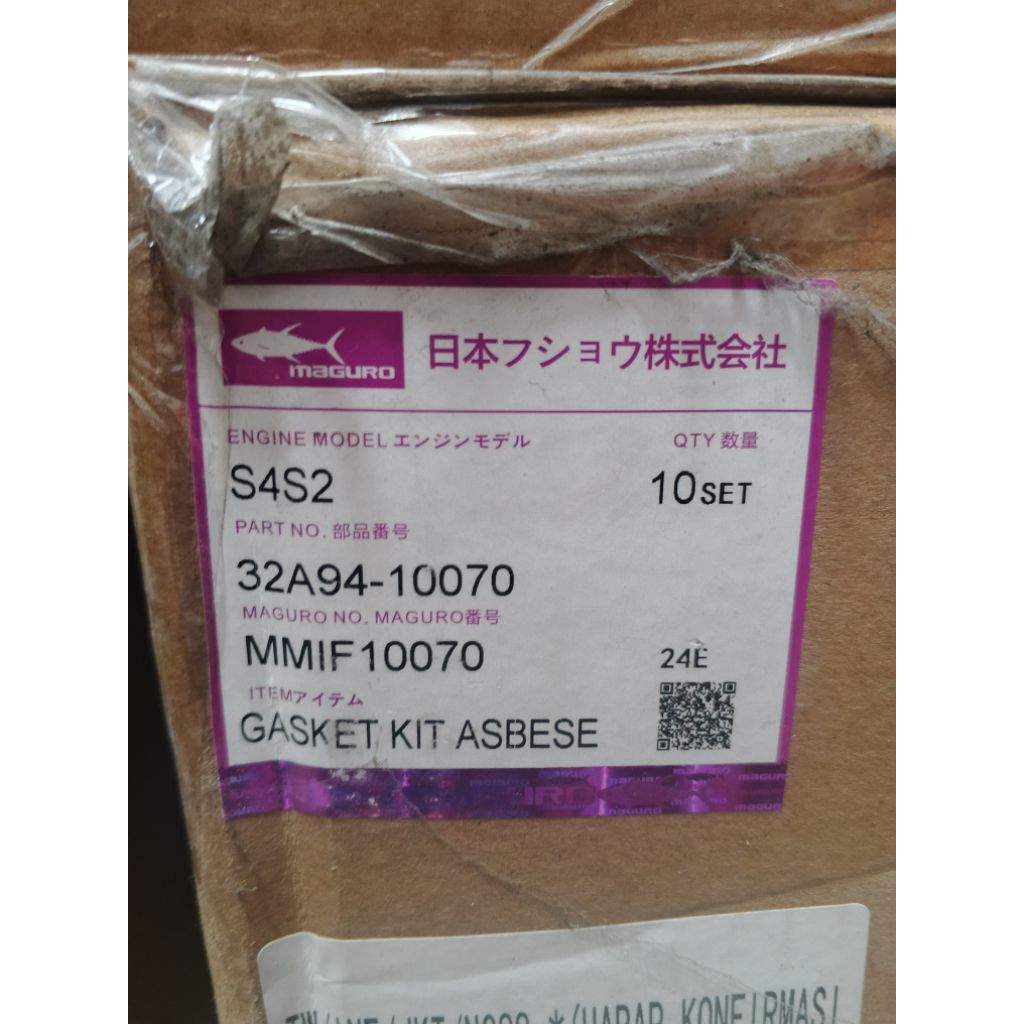 MAGURO
日本フショウ株式会社
ENGINE MODEL エンジンモデル QTY 数量
S4S2 10SET
PART NO. 部品番号
32A94-10070
MAGURO NO. MAGURO番号
MMIF10070 24E
ITEMアイテム
GASKET KIT ASBESE
KONFIRMASI